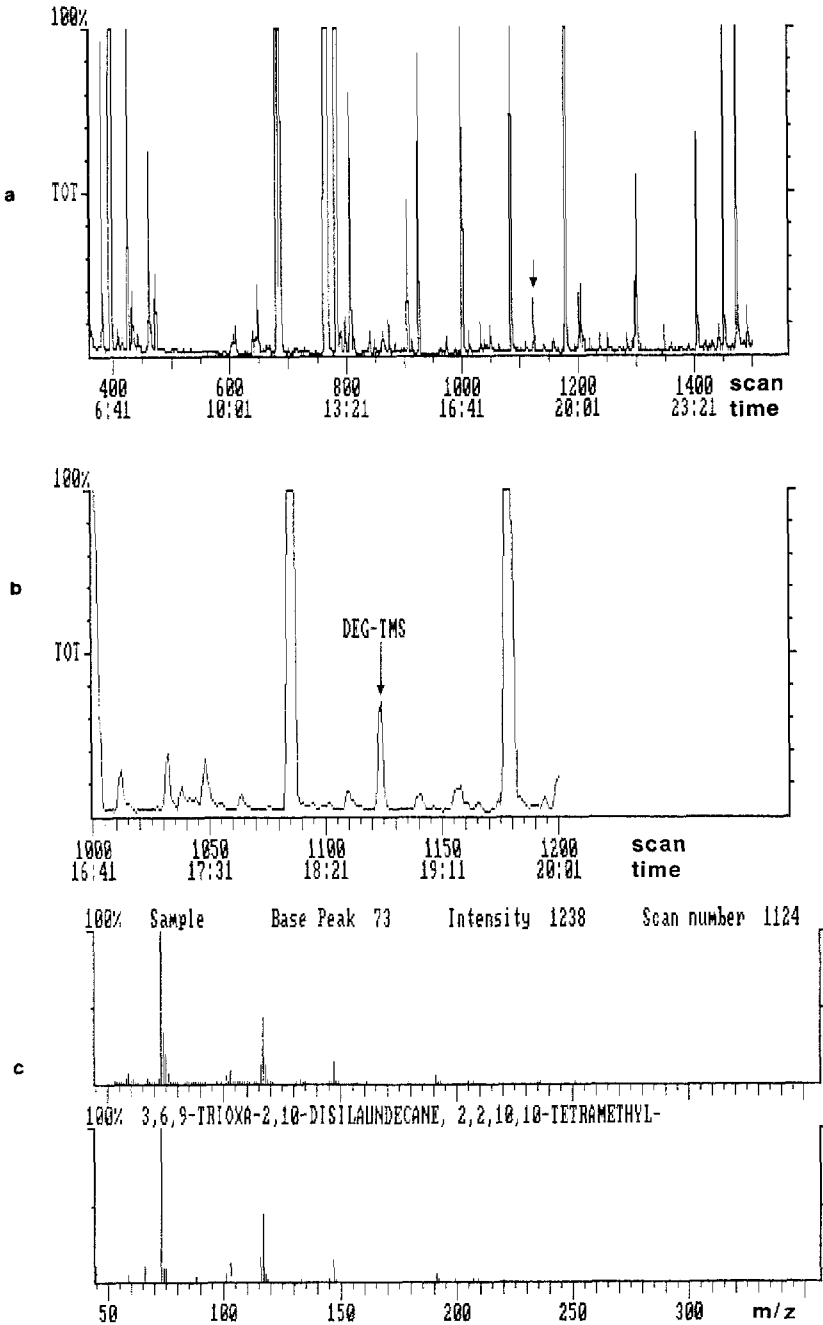 100%
a
TOT
400 600 800 1000 1200 1400 scan
6:41 10:01 13:21 16:41 20:01 23:21 time
100%
b
DEG-TMS
TOT
1000 1050 1100 1150 1200 scan
16:41 17:31 18:21 19:11 20:01 time
100% Sample Base Peak 73 Intensity 1238 Scan number 1124
c
100% 3,6,9-TRIOXA-2,10-DISILAUNDECANE, 2,2,10,10-TETRAMETHYL-
50 100 150 200 250 300 m/z